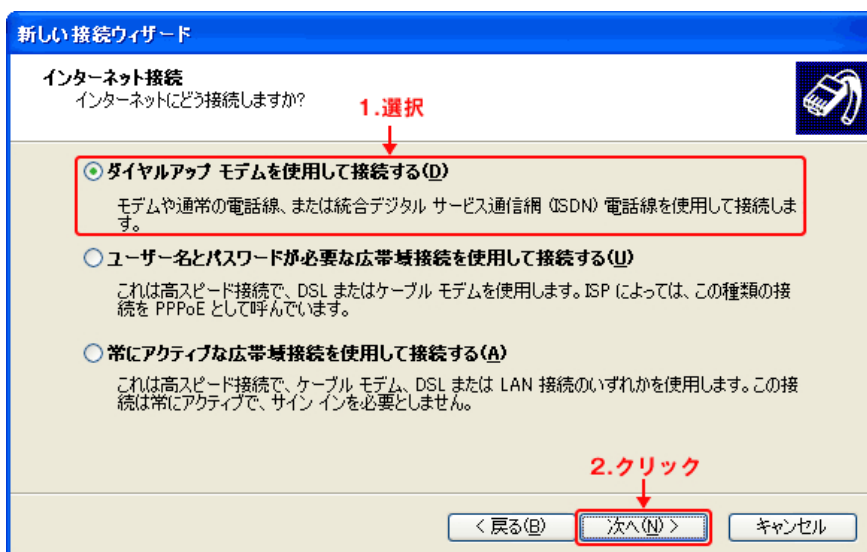 新しい接続ウィザード
インターネット接続
インターネットにどう接続しますか?
1.選択
ダイヤルアップ モデムを使用して接続する(D)
モデムや通常の電話線、または統合デジタル サービス通信網 (ISDN) 電話線を使用して接続しま
す。
ユーザー名とパスワードが必要な広帯域接続を使用して接続する(U)
これは高スピード接続で、DSL またはケーブル モデムを使用します。ISP によっては、この種類の接
続を PPPoE として呼んでいます。
常にアクティブな広帯域接続を使用して接続する(A)
これは高スピード接続で、ケーブル モデム、DSL または LAN 接続のいずれかを使用します。この接
続は常にアクティブで、サイン インを必要としません。
2.クリック
< 戻る(B)
次へ(N) >
キャンセル